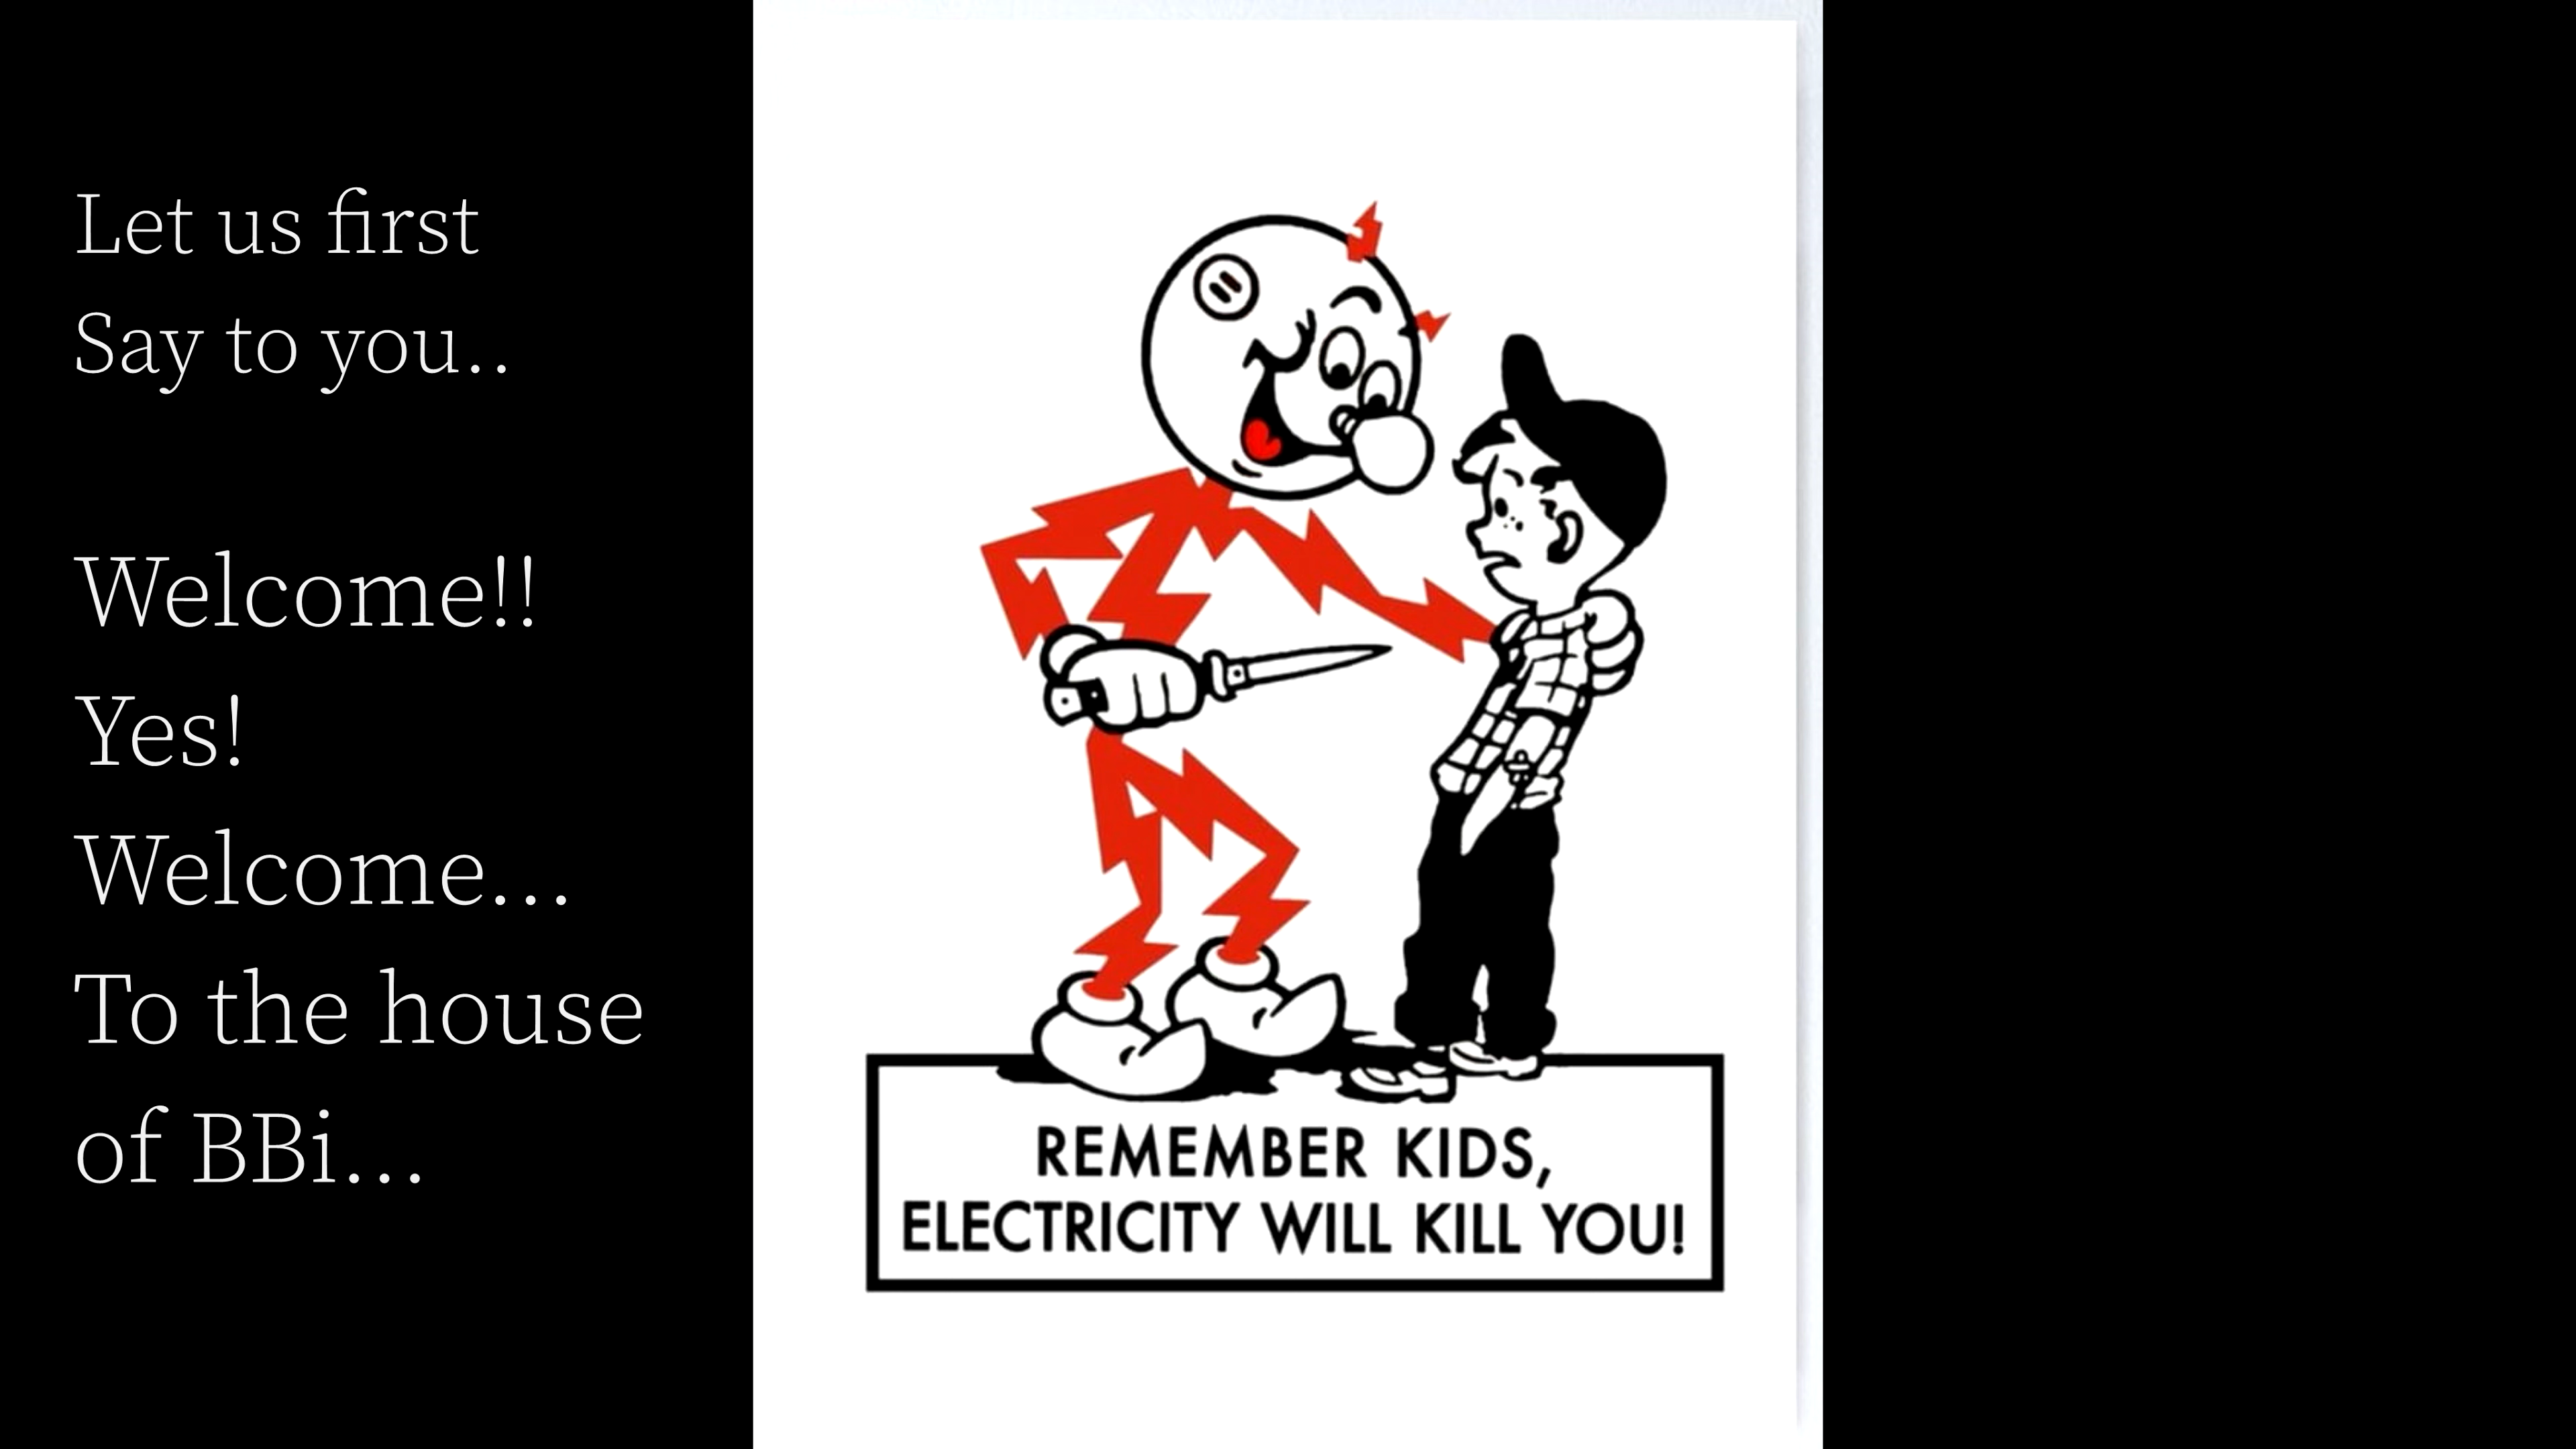 Let us first
Say to you..
Welcome!!
Yes!
Welcome...
To the house
of BBi...
REMEMBER KIDS,
ELECTRICITY WILL KILL YOU!